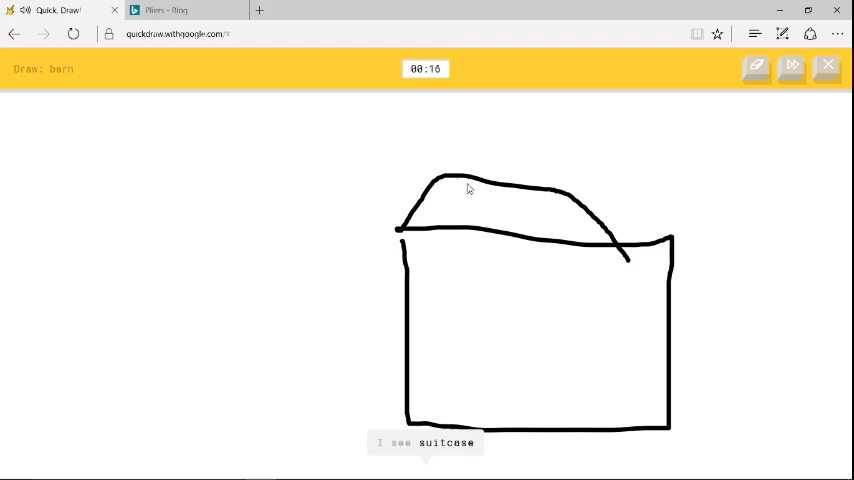 Quick, Draw!
Pliers - Bing
quickdraw.withgoogle.com/#
Draw: barn
00:16
I see suitcase